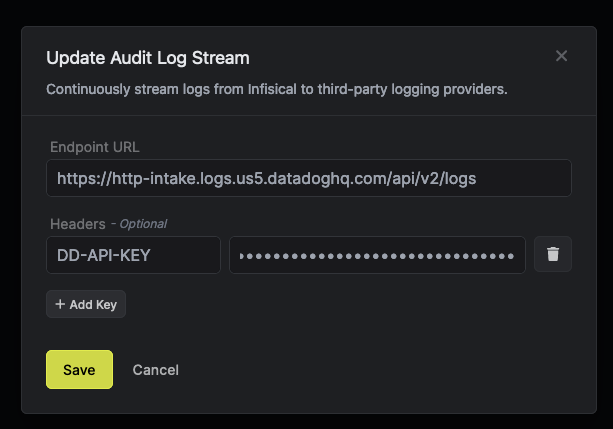 Update Audit Log Stream
Continuously stream logs from Infisical to third-party logging providers.
Endpoint URL
https://http-intake.logs.us5.datadoghq.com/api/v2/logs
Headers - Optional
DD-API-KEY
+ Add Key
Save Cancel